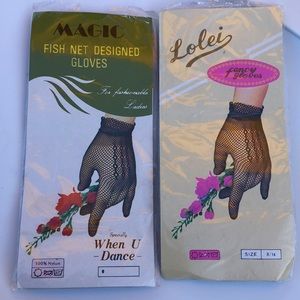 MAGIC
FISH NET DESIGNED
GLOVES
For fashionable
Ladies
Specially
When U
- Dance -
100% Nylon
Lolei
fancy
gloves
SIZE